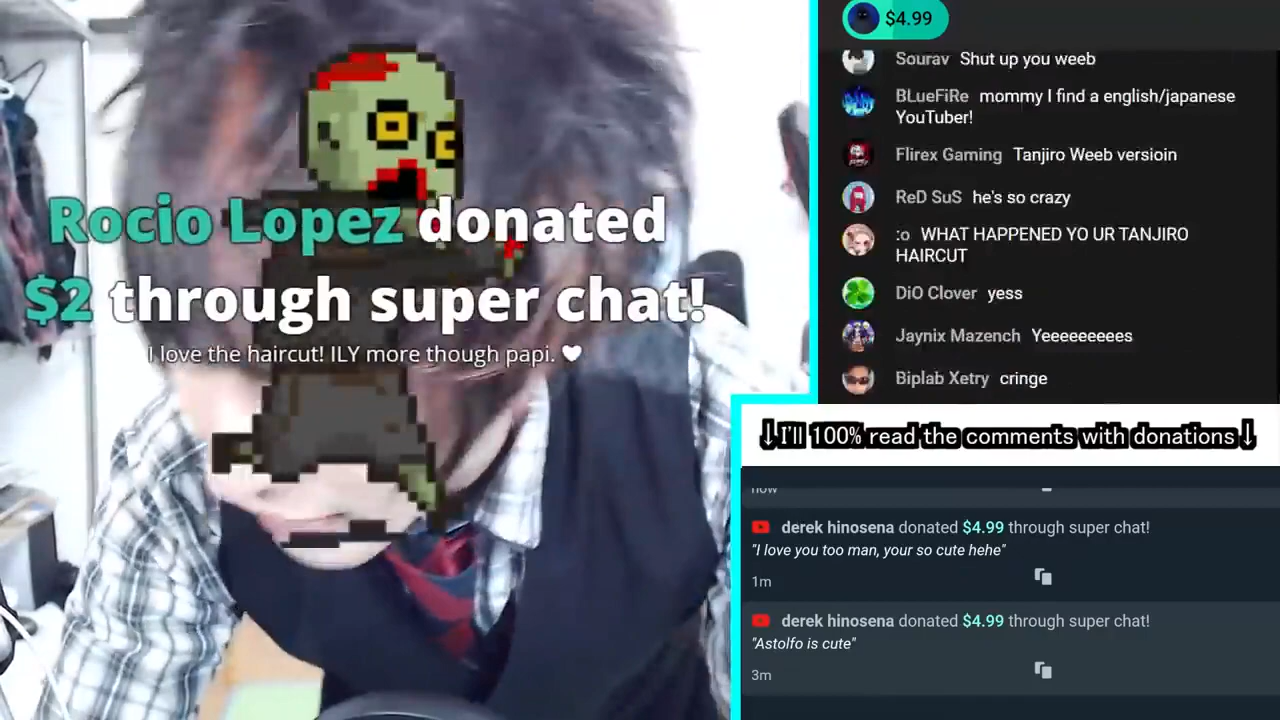 Rocio Lopez donated
$2 through super chat!
I love the haircut! ILY more though papi. 🤍
$4.99
Sourav Shut up you weeb
BLueFiRe mommy I find a english/japanese
YouTuber!
Flirex Gaming Tanjiro Weeb versioin
ReD SuS he's so crazy
:o WHAT HAPPENED YO UR TANJIRO
HAIRCUT
DiO Clover yess
Jaynix Mazench Yeeeeeeeees
Biplab Xetry cringe
↓I'll 100% read the comments with donations↓
now
derek hinosena donated $4.99 through super chat!
"I love you too man, your so cute hehe"
1m
derek hinosena donated $4.99 through super chat!
"Astolfo is cute"
3m